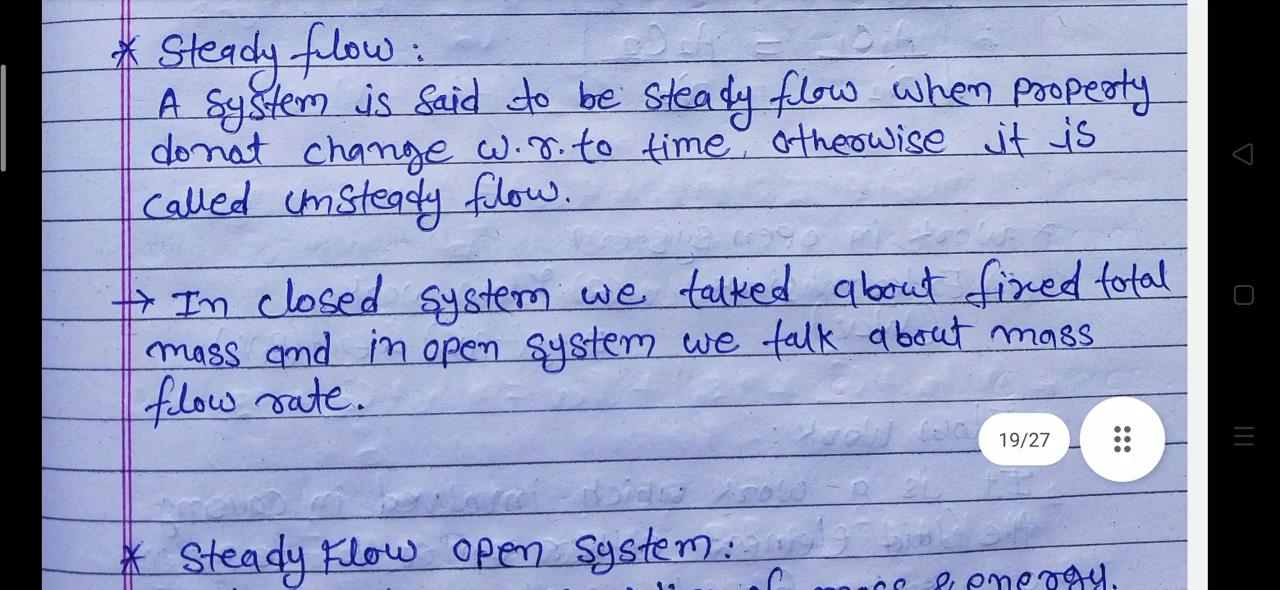 * Steady flow :
A system is said to be steady flow when property
donot change w.r.to time, otherwise it is
called unsteady flow.
→ In closed system we talked about fixed total
mass and in open system we talk about mass
flow rate.
19/27
* Steady Flow open system :
of mass & energy.